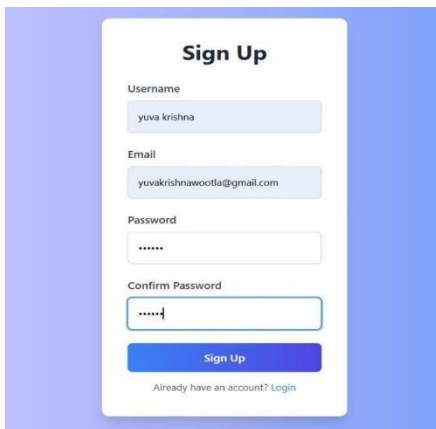 Sign Up
Username
yuva krishna
Email
yuvakrishnawootla@gmail.com
Password
••••••
Confirm Password
••••••
Sign Up
Already have an account? Login